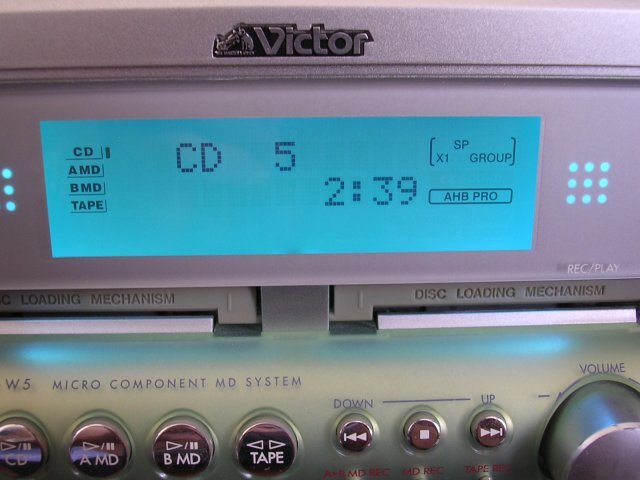 Victor
CD
A MD
B MD
TAPE
CD 5
2:39
SP
X1 GROUP
AHB PRO
REC/PLAY
DISC LOADING MECHANISM
DISC LOADING MECHANISM
W5 MICRO COMPONENT MD SYSTEM
VOLUME
DOWN
UP
CD
A MD
B MD
TAPE
A▸B MD REC
MD REC
TAPE REC